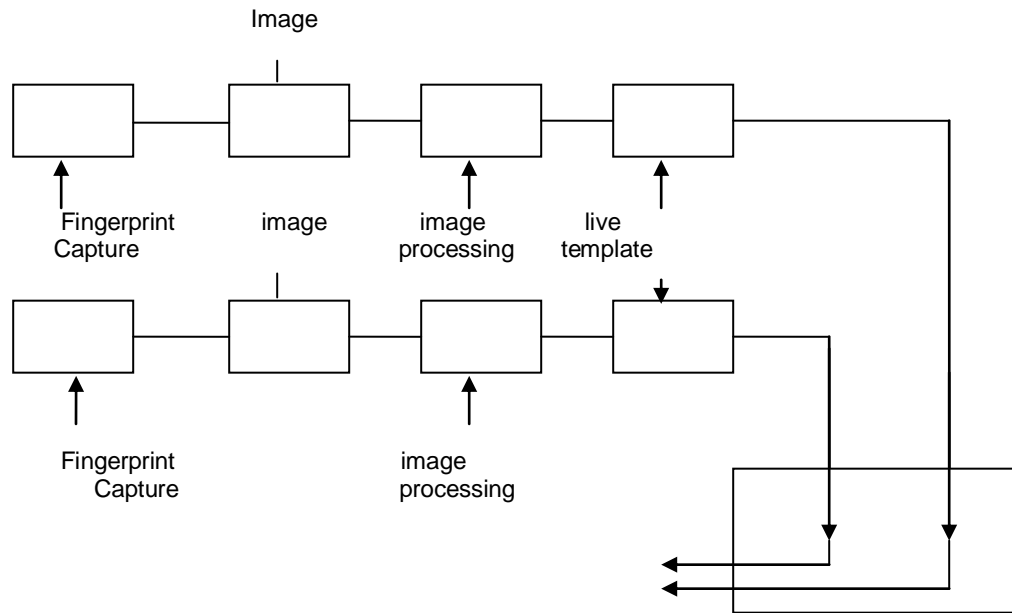 Image
Fingerprint
Capture
image
image
processing
live
template
Fingerprint
Capture
image
processing